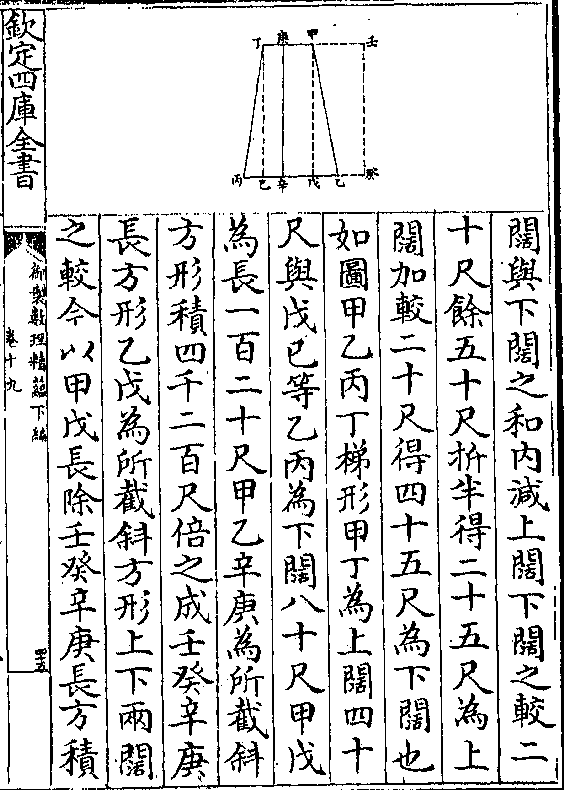 丁庚甲壬
丙已辛戊乙癸
闊與下闊之和内減上闊下闊之較二
十尺餘五十尺折半得二十五尺為上
闊加較二十尺得四十五尺為下闊也
如圖甲乙丙丁梯形甲丁為上闊四十
尺與戊已等乙丙為下闊八十尺甲戊
為長一百二十尺甲乙辛庚為所截斜
方形積四千二百尺倍之成壬癸辛庚
長方形乙戊為所截斜方形上下兩闊
之較今以甲戊長除壬癸辛庚長方積
欽定四庫全書
御製數理精藴下編
卷十九